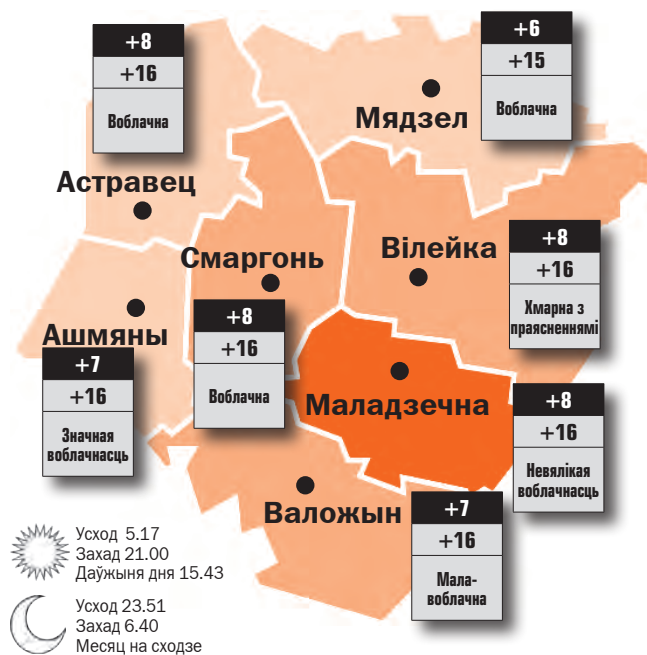 +8
+16
Воблачна
Астравец
+6
+15
Воблачна
Мядзел
Смаргонь
+8
+16
Воблачна
Вілейка
+8
+16
Хмарна з
праясненнямі
Ашмяны
+7
+16
Значная
воблачнасць
Маладзечна
+8
+16
Невялікая
воблачнасць
Валожын
+7
+16
Мала-
воблачна
Усход 5.17
Захад 21.00
Даўжыня дня 15.43
Усход 23.51
Захад 6.40
Месяц на сходзе